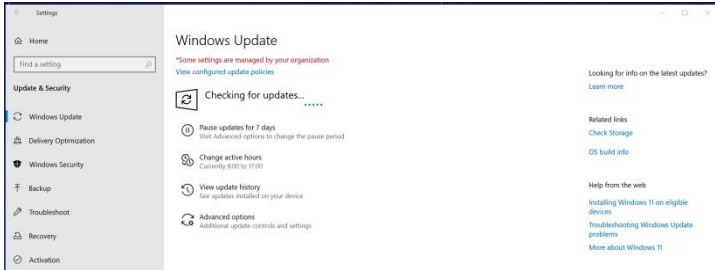 Settings
Home
Find a setting
Update & Security
Windows Update
Delivery Optimization
Windows Security
Backup
Troubleshoot
Recovery
Activation
Windows Update
*Some settings are managed by your organization
View configured update policies
Checking for updates...
Pause updates for 7 days
Visit Advanced options to change the pause period
Change active hours
Currently 8:00 to 17:00
View update history
See updates installed on your device
Advanced options
Additional update controls and settings
Looking for info on the latest updates?
Learn more
Related links
Check Storage
OS build info
Help from the web
Installing Windows 11 on eligible
devices
Troubleshooting Windows Update
problems
More about Windows 11